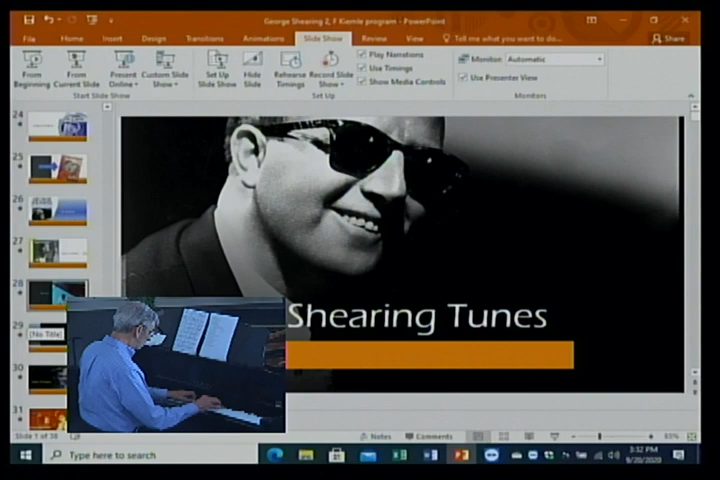 George Shearing 2, F Kiemle program - PowerPoint
File Home Insert Design Transitions Animations Slide Show Review View Tell me what you want to do... Share
From Beginning
From Current Slide
Present Online
Custom Slide Show
Set Up Slide Show
Hide Slide
Rehearse Timings
Record Slide Show
Play Narrations
Use Timings
Show Media Controls
Monitor: Automatic
Use Presenter View
Start Slide Show
Set Up
Monitors
24
25
26
27
28
29
(No Title)
30
31
Shearing Tunes
Slide 1 of 38
Notes
Comments
Type here to search
3:32 PM
9/20/2020